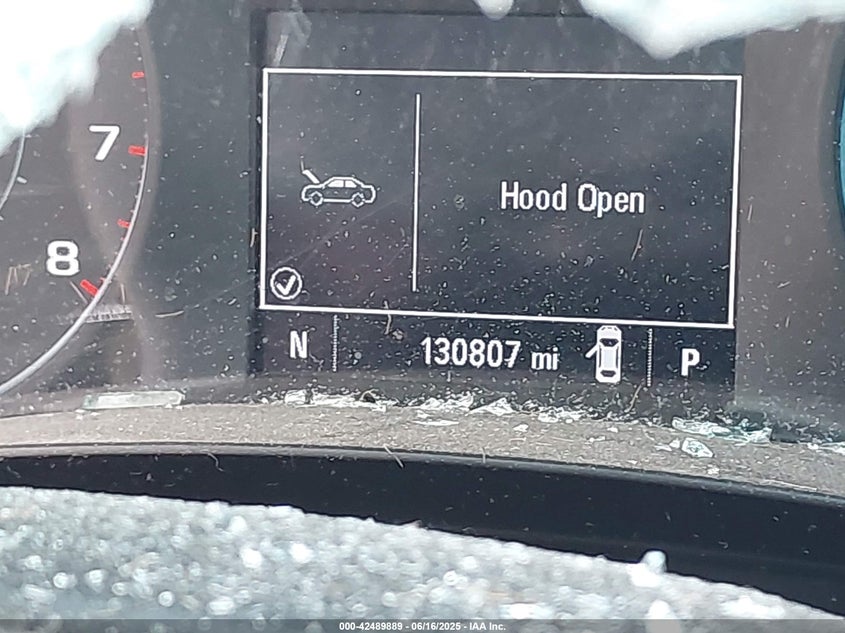 7
8
Hood Open
N 130807 mi P
000-42489889 - 06/16/2025 - IAA Inc.